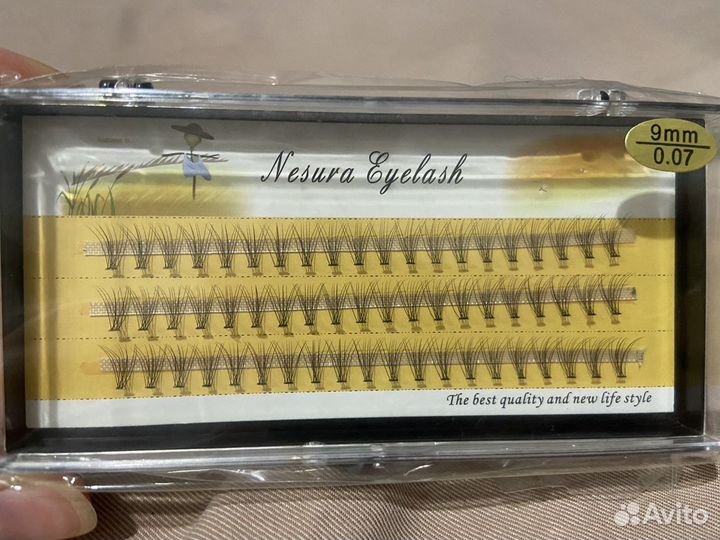 9mm
0.07
Nesura Eyelash
The best quality and new life style
Avito